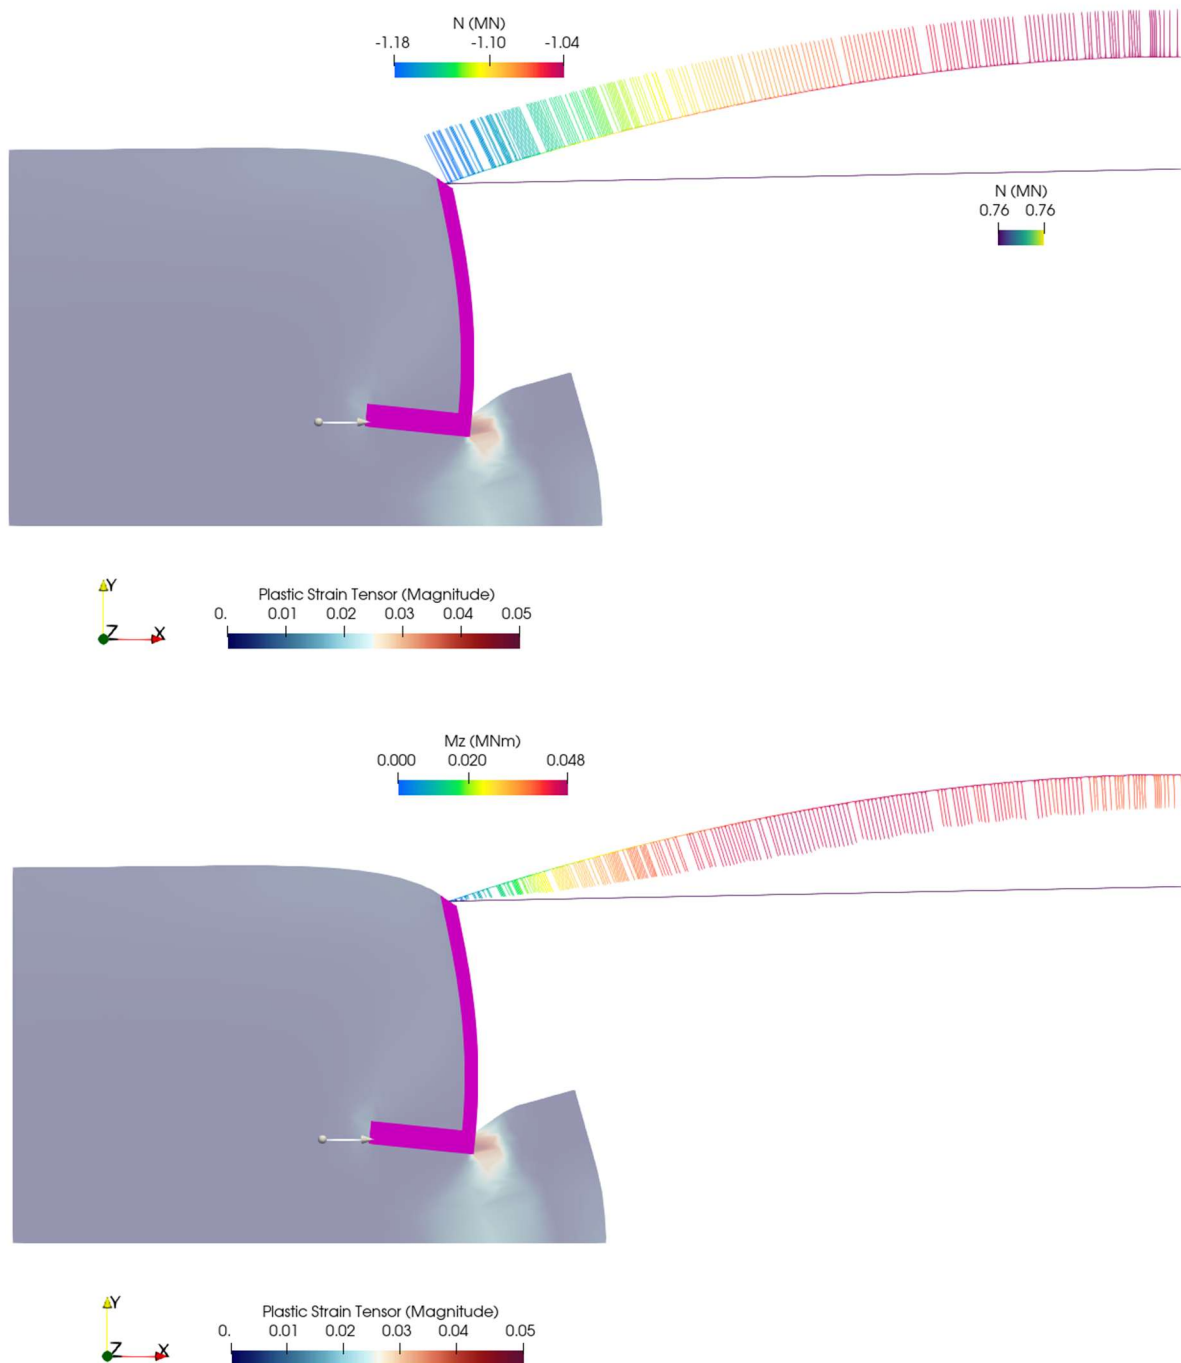 N (MN)
-1.18 -1.10 -1.04
N (MN)
0.76 0.76
Y
Z X
Plastic Strain Tensor (Magnitude)
0. 0.01 0.02 0.03 0.04 0.05
Mz (MNm)
0.000 0.020 0.048
Y
Z X
Plastic Strain Tensor (Magnitude)
0. 0.01 0.02 0.03 0.04 0.05